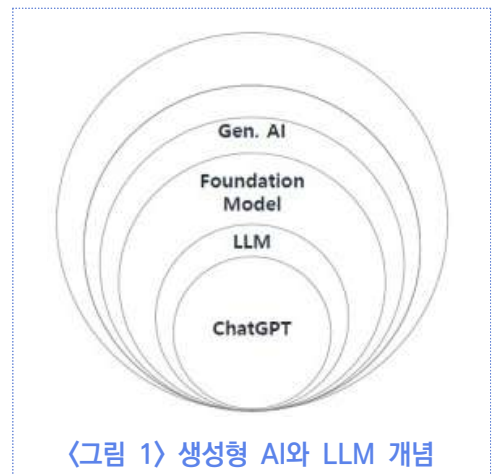 Gen. AI
Foundation
Model
LLM
ChatGPT
〈그림 1〉 생성형 AI와 LLM 개념